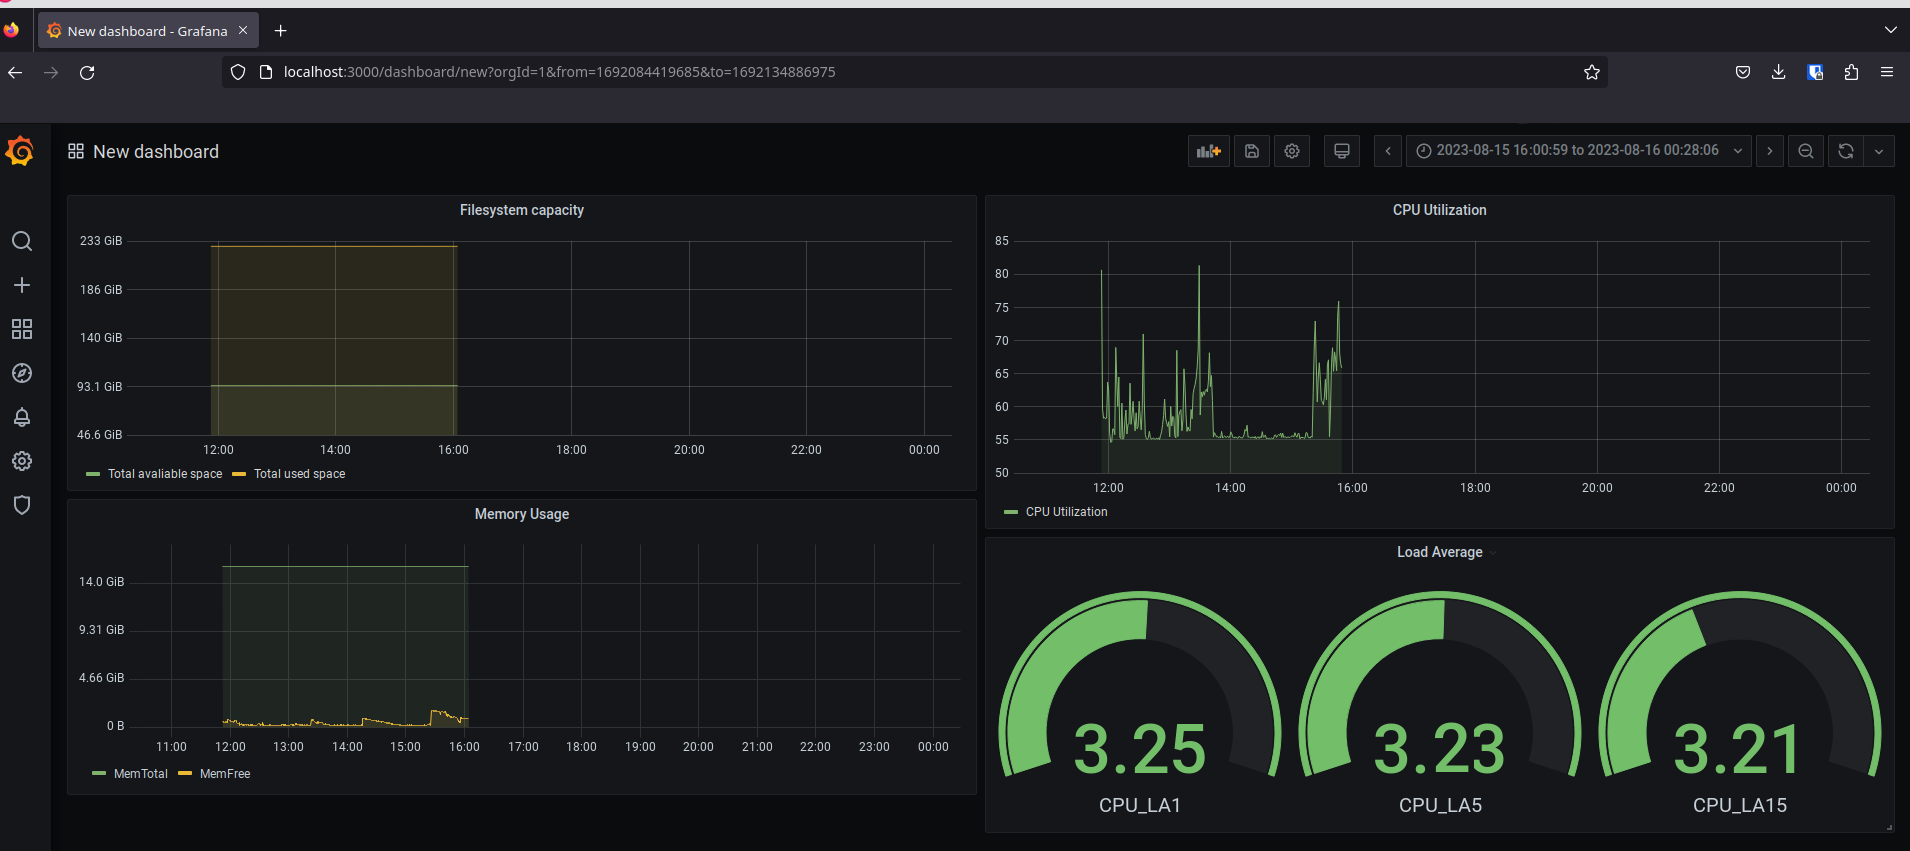 New dashboard - Grafana
localhost:3000/dashboard/new?orgId=1&from=1692084419685&to=1692134886975
New dashboard
2023-08-15 16:00:59 to 2023-08-16 00:28:06
Filesystem capacity
233 GiB
186 GiB
140 GiB
93.1 GiB
46.6 GiB
12:00 14:00 16:00 18:00 20:00 22:00 00:00
Total avaliable space Total used space
CPU Utilization
85
80
75
70
65
60
55
50
12:00 14:00 16:00 18:00 20:00 22:00 00:00
CPU Utilization
Memory Usage
14.0 GiB
9.31 GiB
4.66 GiB
0 B
11:00 12:00 13:00 14:00 15:00 16:00 17:00 18:00 19:00 20:00 21:00 22:00 23:00 00:00
MemTotal MemFree
Load Average
3.25 3.23 3.21
CPU_LA1 CPU_LA5 CPU_LA15